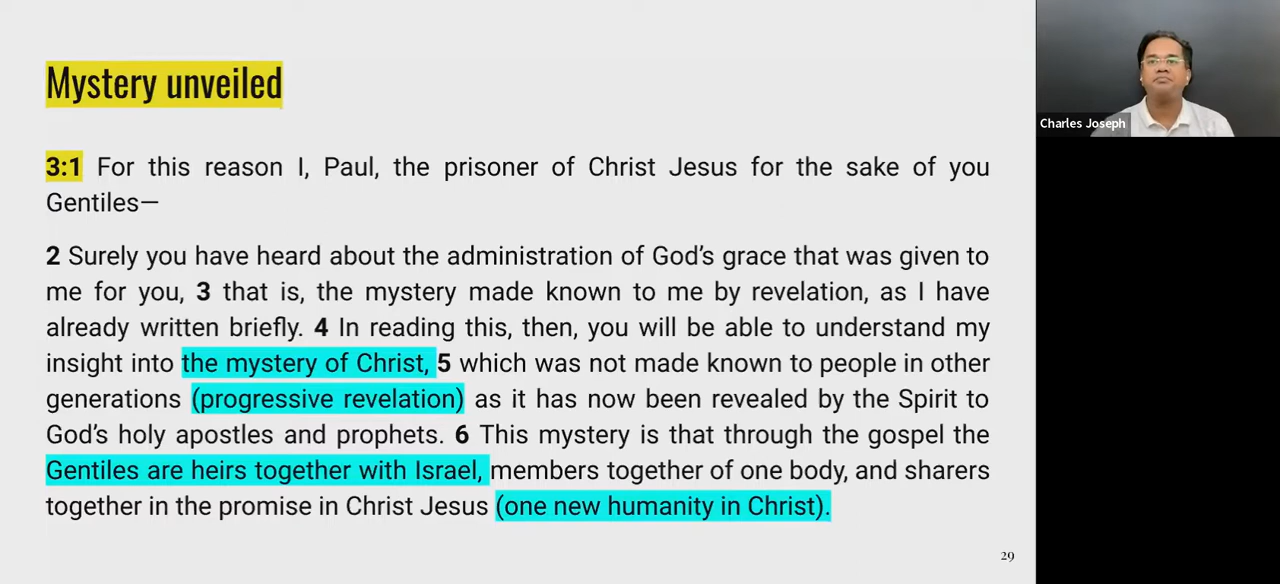 Mystery unveiled
3:1 For this reason I, Paul, the prisoner of Christ Jesus for the sake of you
Gentiles—
2 Surely you have heard about the administration of God’s grace that was given to
me for you, 3 that is, the mystery made known to me by revelation, as I have
already written briefly. 4 In reading this, then, you will be able to understand my
insight into the mystery of Christ, 5 which was not made known to people in other
generations (progressive revelation) as it has now been revealed by the Spirit to
God’s holy apostles and prophets. 6 This mystery is that through the gospel the
Gentiles are heirs together with Israel, members together of one body, and sharers
together in the promise in Christ Jesus (one new humanity in Christ).
29
Charles Joseph